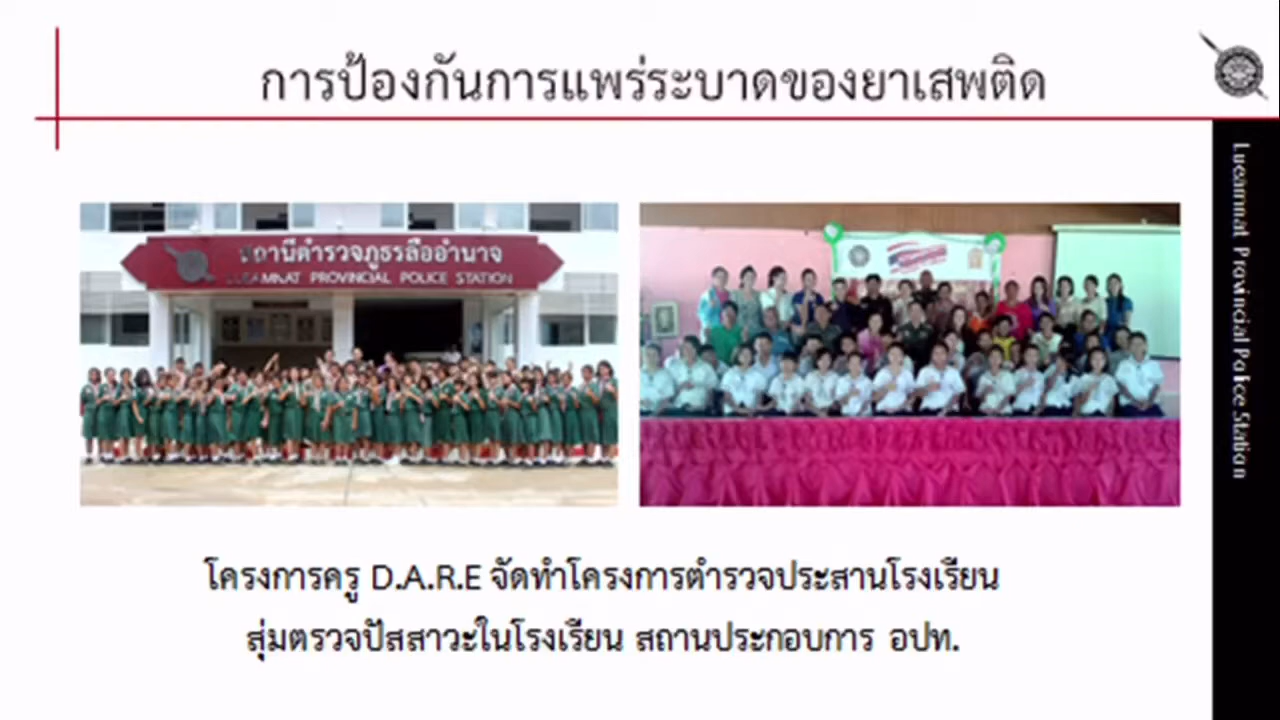 การป้องกันการแพร่ระบาดของยาเสพติด
Lueamnat Provincial Police Station
สถานีตำรวจภูธรลืออำนาจ
LUEAMNAT PROVINCIAL POLICE STATION
โครงการครู D.A.R.E จัดทำโครงการตำรวจประสานโรงเรียน
สุ่มตรวจปัสสาวะในโรงเรียน สถานประกอบการ อปท.